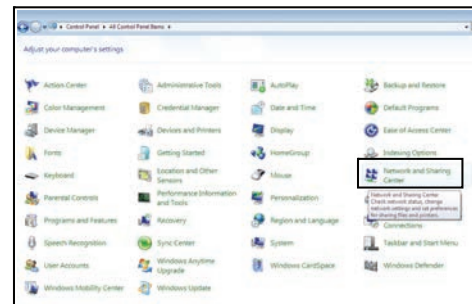 Control Panel ▸ All Control Panel Items ▸
Adjust your computer's settings
Action Center
Administrative Tools
AutoPlay
Backup and Restore
Color Management
Credential Manager
Date and Time
Default Programs
Device Manager
Devices and Printers
Display
Ease of Access Center
Fonts
Getting Started
HomeGroup
Indexing Options
Keyboard
Location and Other
Sensors
Mouse
Network and Sharing
Center
Parental Controls
Performance Information
and Tools
Personalization
Network and Sharing Center
Check network status, change
network settings and set preferences
for sharing files and printers.
Programs and Features
Recovery
Region and Language
Connections
Speech Recognition
Sync Center
System
Taskbar and Start Menu
User Accounts
Windows Anytime
Upgrade
Windows CardSpace
Windows Defender
Windows Mobility Center
Windows Update